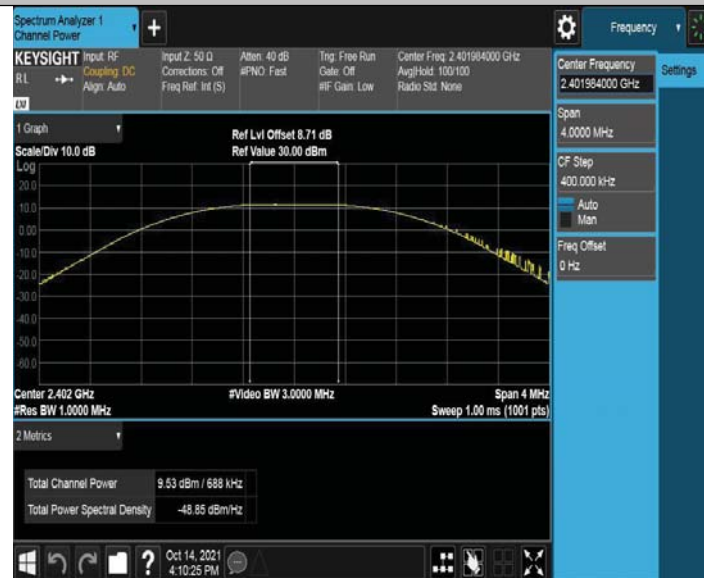 Spectrum Analyzer 1
Channel Power
+
Frequency
KEYSIGHT
RL
LXI
Input: RF
Coupling: DC
Align: Auto
Input Z: 50 Ω
Corrections: Off
Freq Ref: Int (S)
Atten: 40 dB
#PNO: Fast
Trig: Free Run
Gate: Off
#IF Gain: Low
Center Freq: 2.401984000 GHz
Avg|Hold: 100/100
Radio Std: None
Center Frequency
2.401984000 GHz
Settings
Span
4.0000 MHz
CF Step
400.000 kHz
Auto
Man
Freq Offset
0 Hz
1 Graph
Scale/Div 10.0 dB
Ref Lvl Offset 8.71 dB
Ref Value 30.00 dBm
Log
20.0
10.0
0.00
-10.0
-20.0
-30.0
-40.0
-50.0
-60.0
Center 2.402 GHz
#Res BW 1.0000 MHz
#Video BW 3.0000 MHz
Span 4 MHz
Sweep 1.00 ms (1001 pts)
2 Metrics
Total Channel Power 9.53 dBm / 688 kHz
Total Power Spectral Density -48.85 dBm/Hz
?
Oct 14, 2021
4:10:25 PM